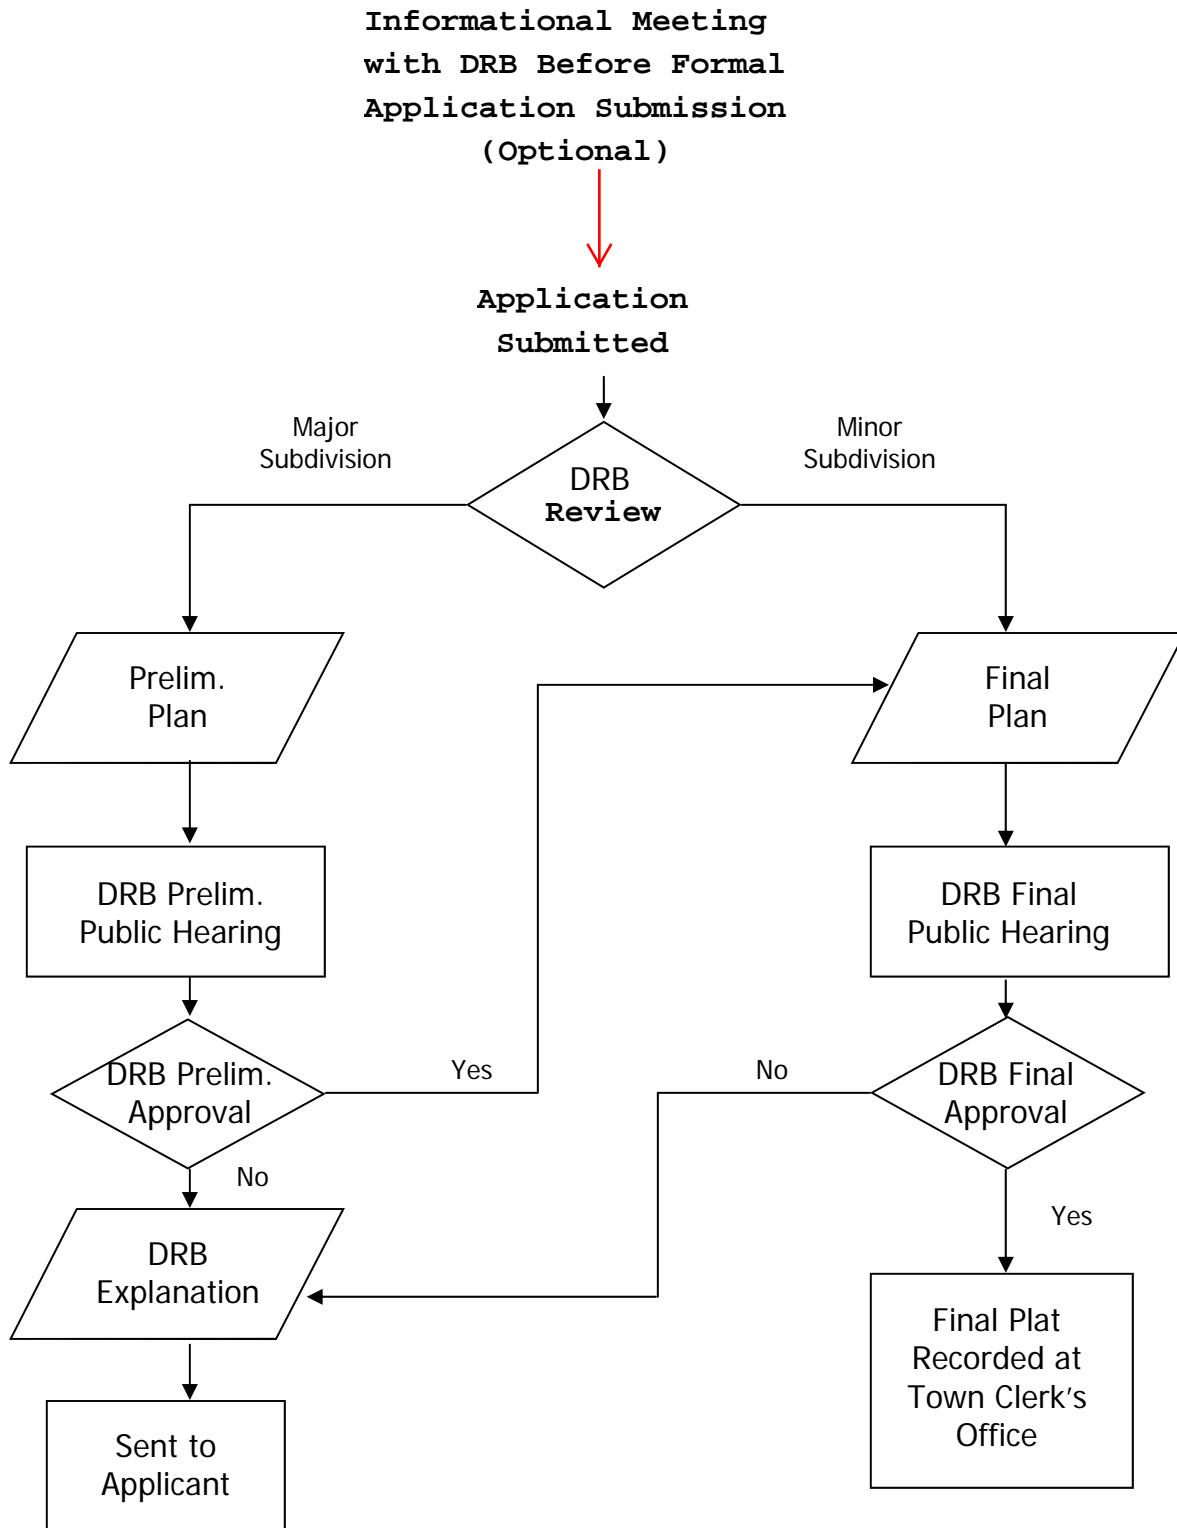 Informational Meeting
with DRB Before Formal
Application Submission
(Optional)
Application
Submitted
Major
Subdivision
Minor
Subdivision
DRB
Review
Prelim.
Plan
Final
Plan
DRB Prelim.
Public Hearing
DRB Final
Public Hearing
DRB Prelim.
Approval
Yes
No
DRB Final
Approval
No
Yes
DRB
Explanation
Final Plat
Recorded at
Town Clerk's
Office
Sent to
Applicant